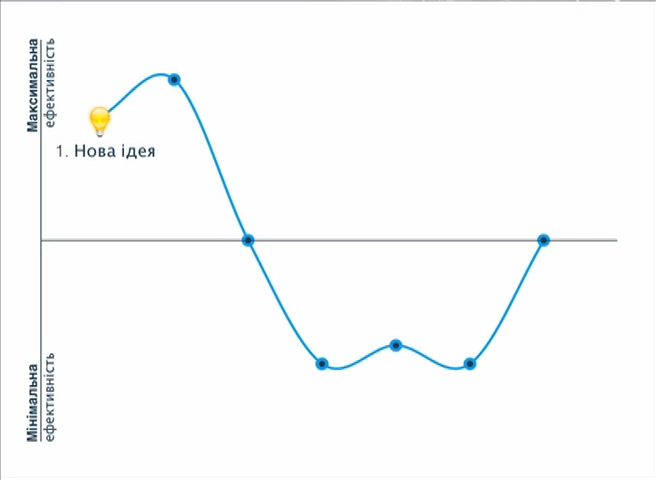 Максимальна
ефективність
1. Нова ідея
Мінімальна
ефективність